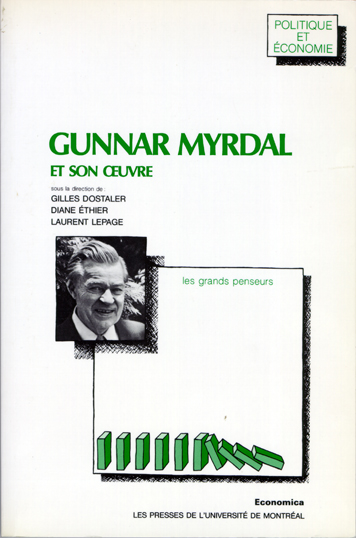 POLITIQUE
ET
ÉCONOMIE
GUNNAR MYRDAL
ET SON ŒUVRE
sous la direction de :
GILLES DOSTALER
DIANE ÉTHIER
LAURENT LEPAGE
les grands penseurs
Economica
LES PRESSES DE L'UNIVERSITÉ DE MONTRÉAL